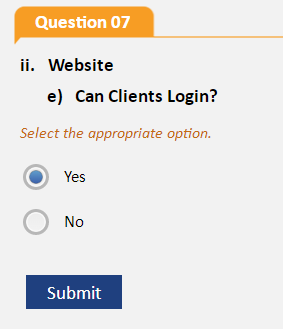 Question 07
ii. Website
e) Can Clients Login?
Select the appropriate option.
Yes
No
Submit